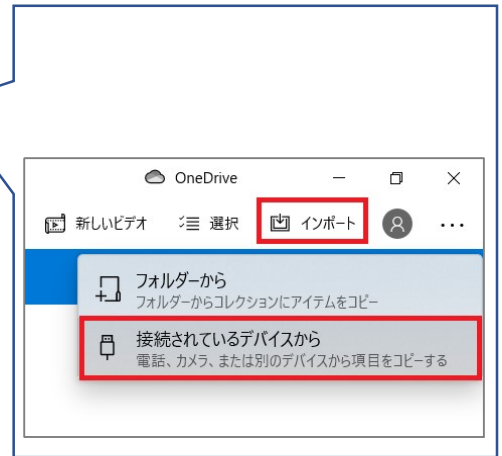 OneDrive
新しいビデオ 選択 インポート
フォルダーから
フォルダーからコレクションにアイテムをコピー
接続されているデバイスから
電話、カメラ、または別のデバイスから項目をコピーする